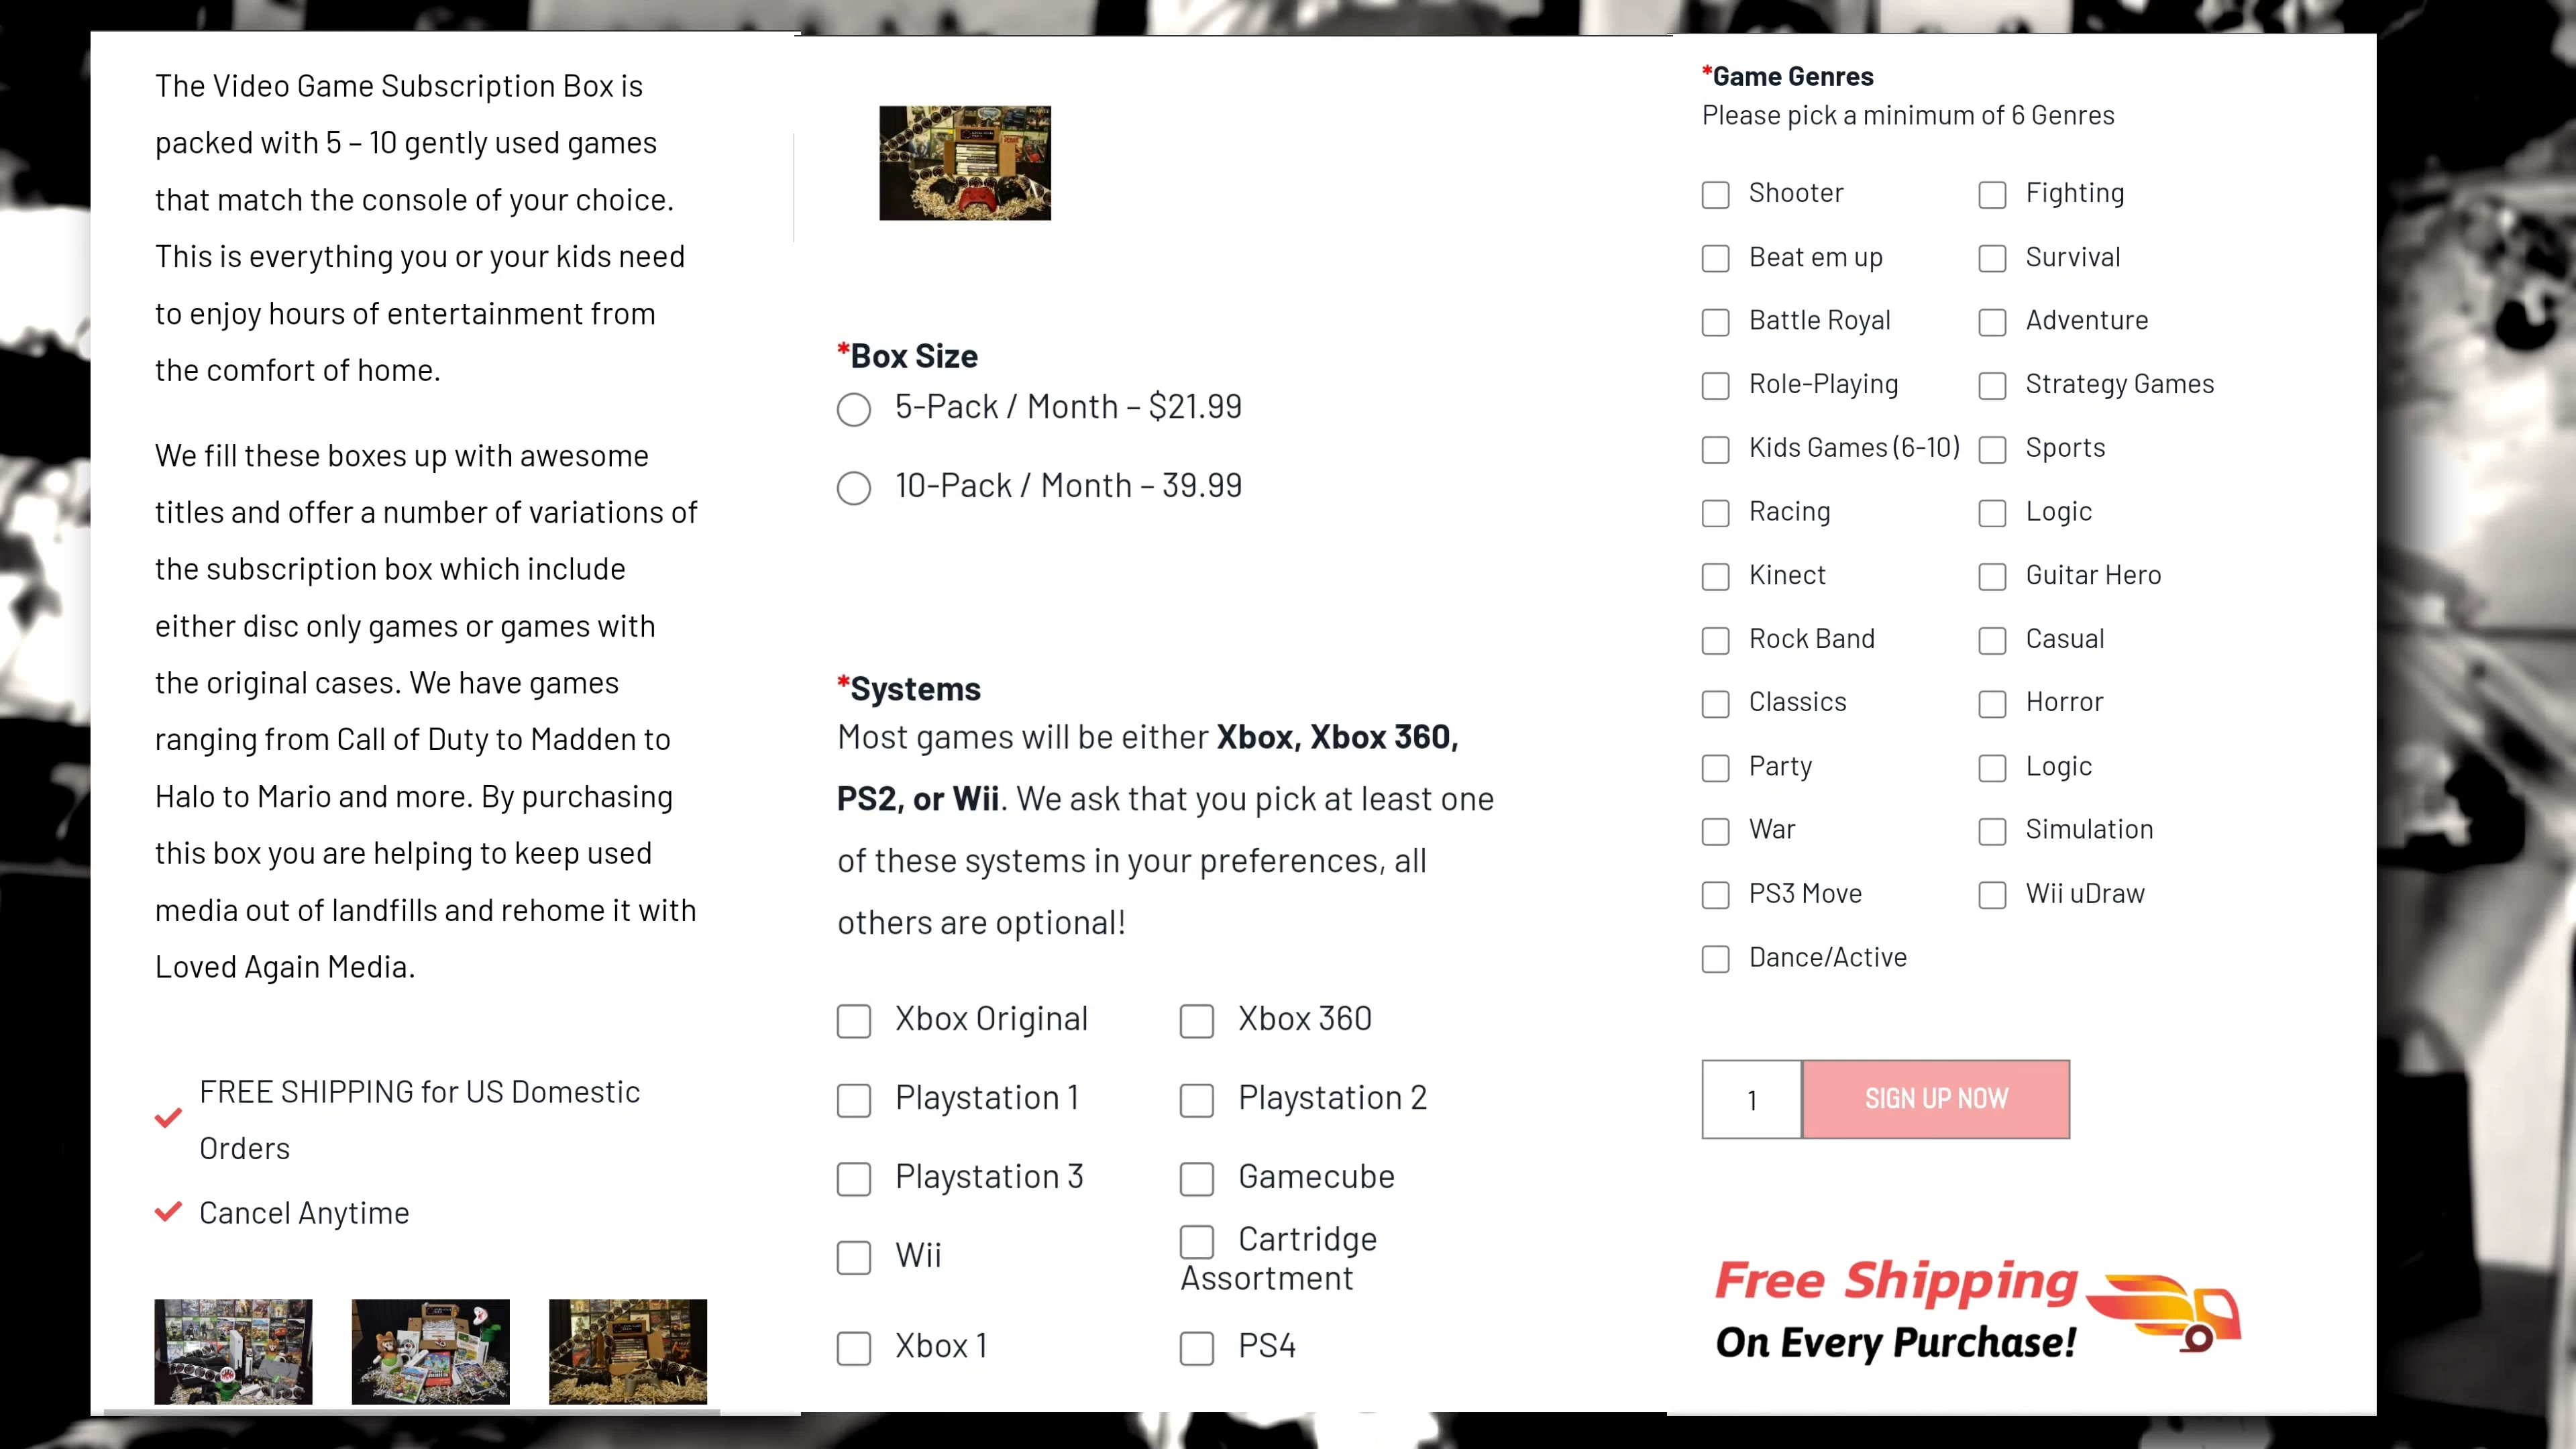 The Video Game Subscription Box is
packed with 5 – 10 gently used games
that match the console of your choice.
This is everything you or your kids need
to enjoy hours of entertainment from
the comfort of home.
We fill these boxes up with awesome
titles and offer a number of variations of
the subscription box which include
either disc only games or games with
the original cases. We have games
ranging from Call of Duty to Madden to
Halo to Mario and more. By purchasing
this box you are helping to keep used
media out of landfills and rehome it with
Loved Again Media.
FREE SHIPPING for US Domestic
Orders
Cancel Anytime
*Box Size
5-Pack / Month – $21.99
10-Pack / Month – 39.99
*Systems
Most games will be either Xbox, Xbox 360,
PS2, or Wii. We ask that you pick at least one
of these systems in your preferences, all
others are optional!
Xbox Original
Xbox 360
Playstation 1
Playstation 2
Playstation 3
Gamecube
Wii
Cartridge
Assortment
Xbox 1
PS4
*Game Genres
Please pick a minimum of 6 Genres
Shooter
Fighting
Beat em up
Survival
Battle Royal
Adventure
Role-Playing
Strategy Games
Kids Games (6-10)
Sports
Racing
Logic
Kinect
Guitar Hero
Rock Band
Casual
Classics
Horror
Party
Logic
War
Simulation
PS3 Move
Wii uDraw
Dance/Active
1
SIGN UP NOW
Free Shipping
On Every Purchase!